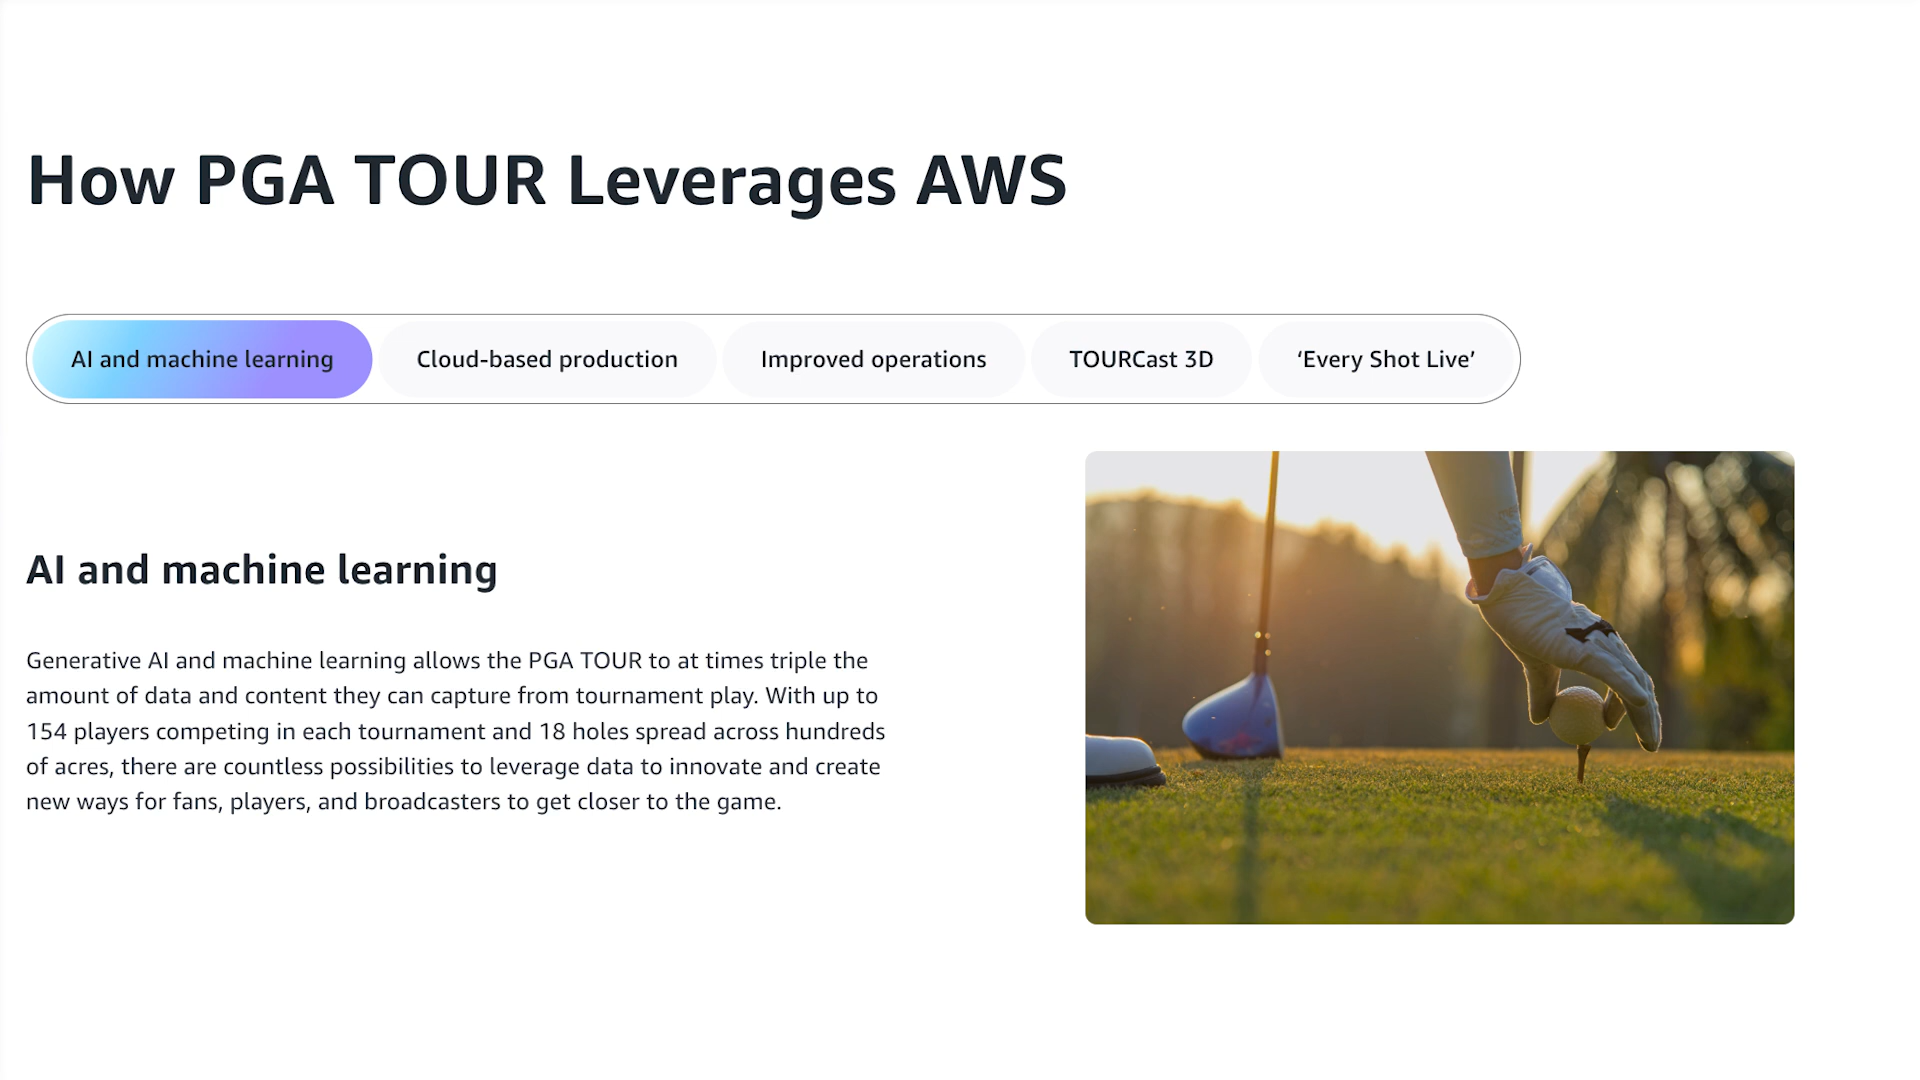 How PGA TOUR Leverages AWS
AI and machine learning
Cloud-based production
Improved operations
TOURCast 3D
‘Every Shot Live’
AI and machine learning
Generative AI and machine learning allows the PGA TOUR to at times triple the
amount of data and content they can capture from tournament play. With up to
154 players competing in each tournament and 18 holes spread across hundreds
of acres, there are countless possibilities to leverage data to innovate and create
new ways for fans, players, and broadcasters to get closer to the game.